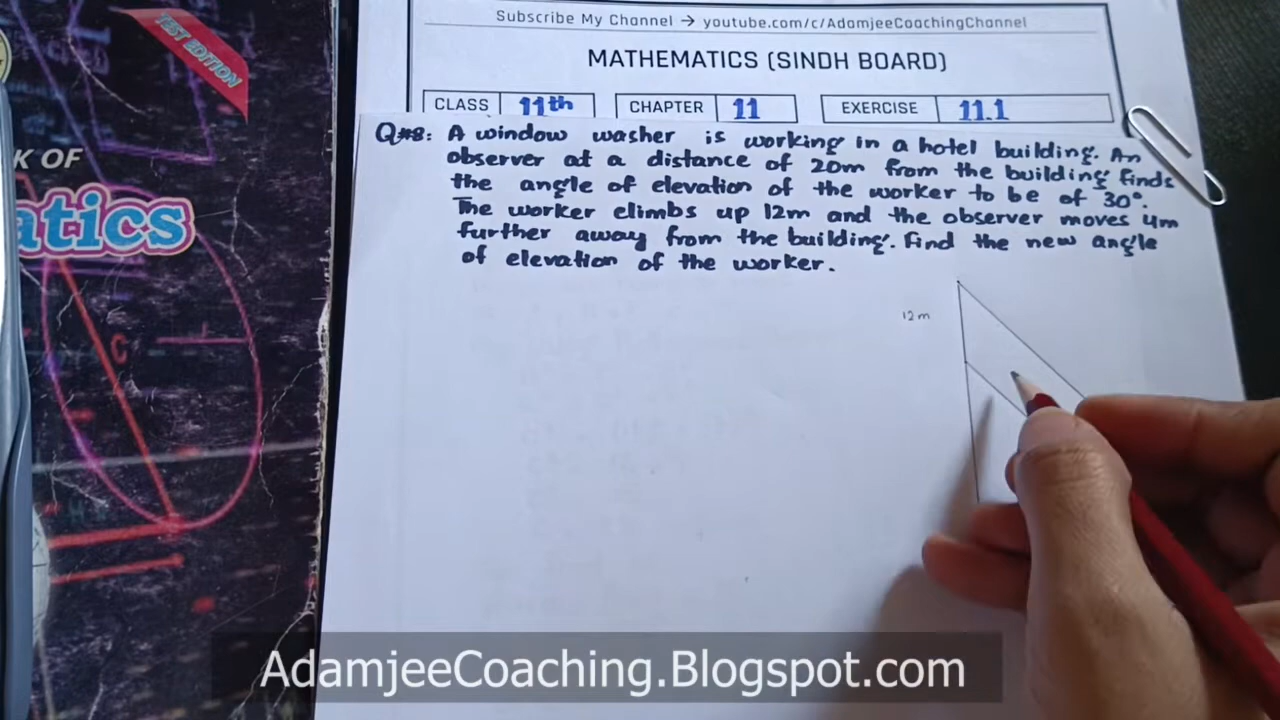 Subscribe My Channel → youtube.com/c/AdamjeeCoachingChannel
MATHEMATICS (SINDH BOARD)
CLASS 11th CHAPTER 11 EXERCISE 11.1
Q#8: A window washer is working in a hotel building. An
observer at a distance of 20m from the building finds
the angle of elevation of the worker to be of 30°.
The worker climbs up 12m and the observer moves 4m
further away from the building. Find the new angle
of elevation of the worker.
12m
TEST EDITION
K OF
atics
AdamjeeCoaching.Blogspot.com